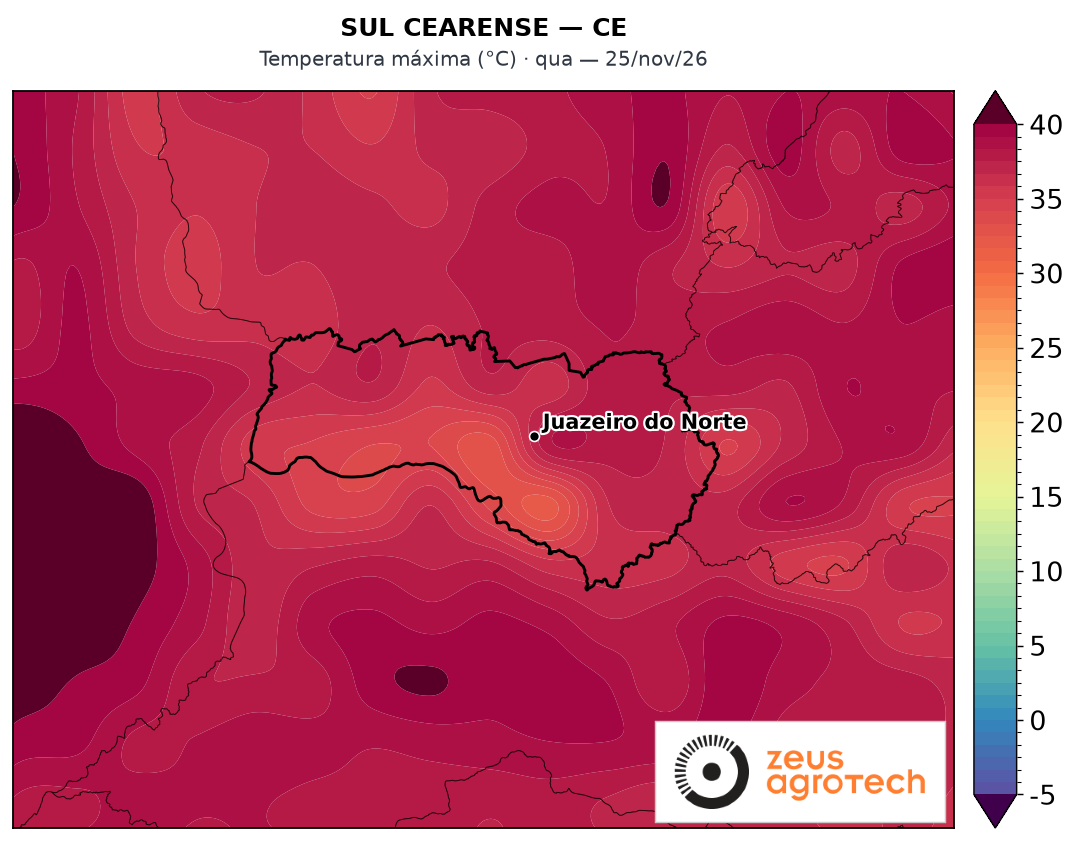 SUL CEARENSE — CE
Temperatura máxima (°C) · qua — 25/nov/26
40
35
30
25
20
15
10
5
0
-5
Juazeiro do Norte
zeus
agrotech